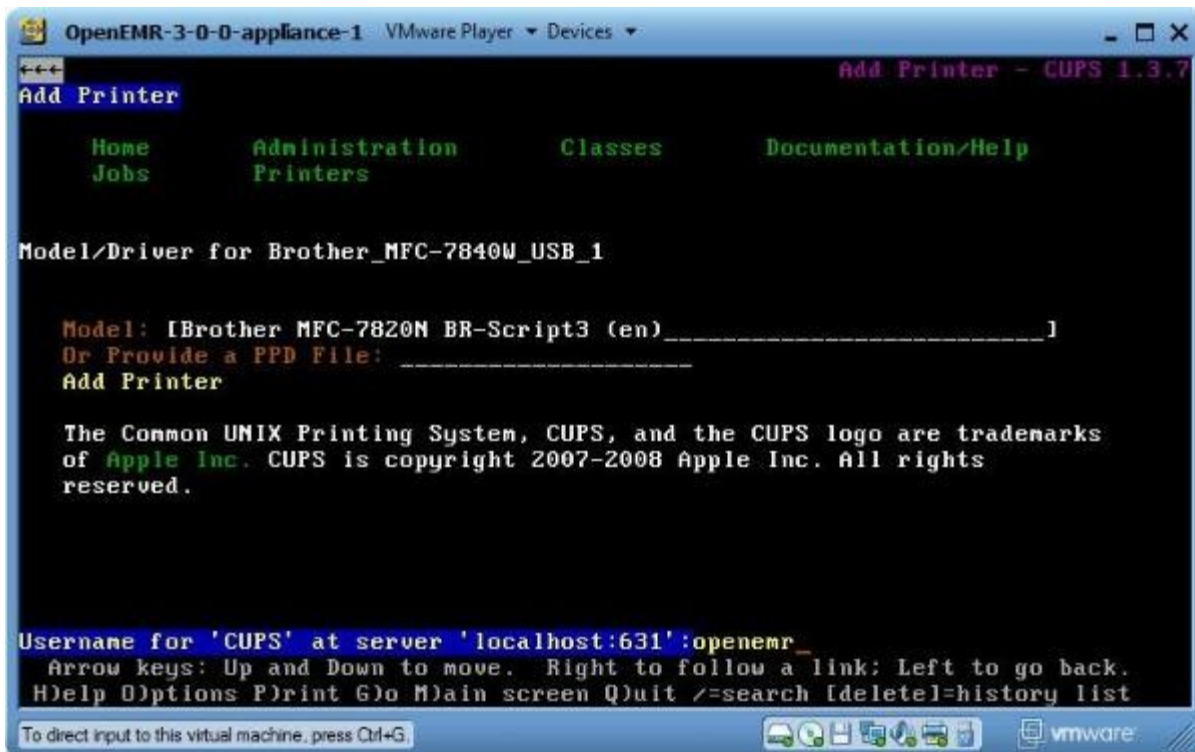 OpenEMR-3-0-0-appliance-1 VMware Player Devices
←←← Add Printer - CUPS 1.3.7
Add Printer
Home Administration Classes Documentation/Help
Jobs Printers
Model/Driver for Brother_MFC-7840W_USB_1
Model: [Brother MFC-7820N BR-Script3 (en)__________________________]
Or Provide a PPD File: ____________________
Add Printer
The Common UNIX Printing System, CUPS, and the CUPS logo are trademarks
of Apple Inc. CUPS is copyright 2007-2008 Apple Inc. All rights
reserved.
Username for 'CUPS' at server 'localhost:631':openemr_
Arrow keys: Up and Down to move. Right to follow a link; Left to go back.
H)elp O)ptions P)rint G)o M)ain screen Q)uit /=search [delete]=history list
To direct input to this virtual machine, press Ctrl+G.
vmware